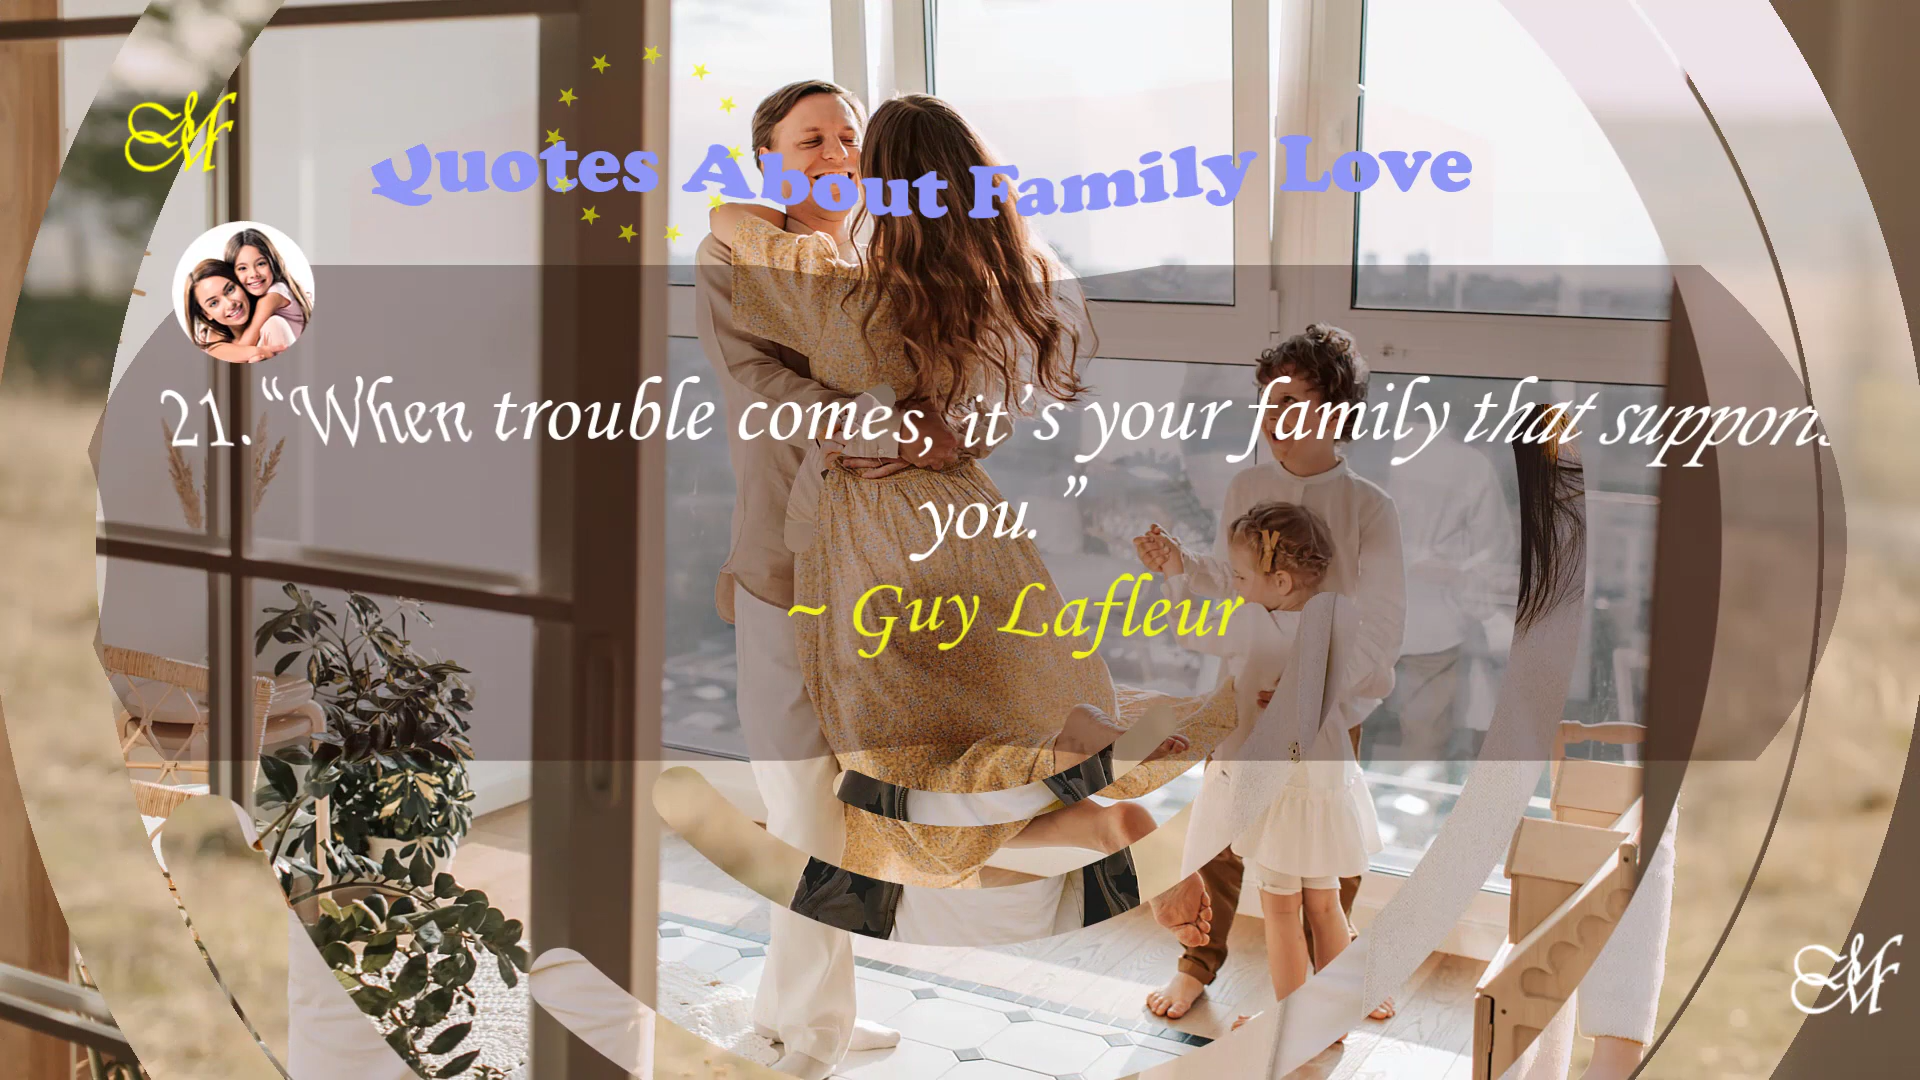 Quotes About Family Love
21. “When trouble comes, it’s your family that supports
you.”
~ Guy Lafleur